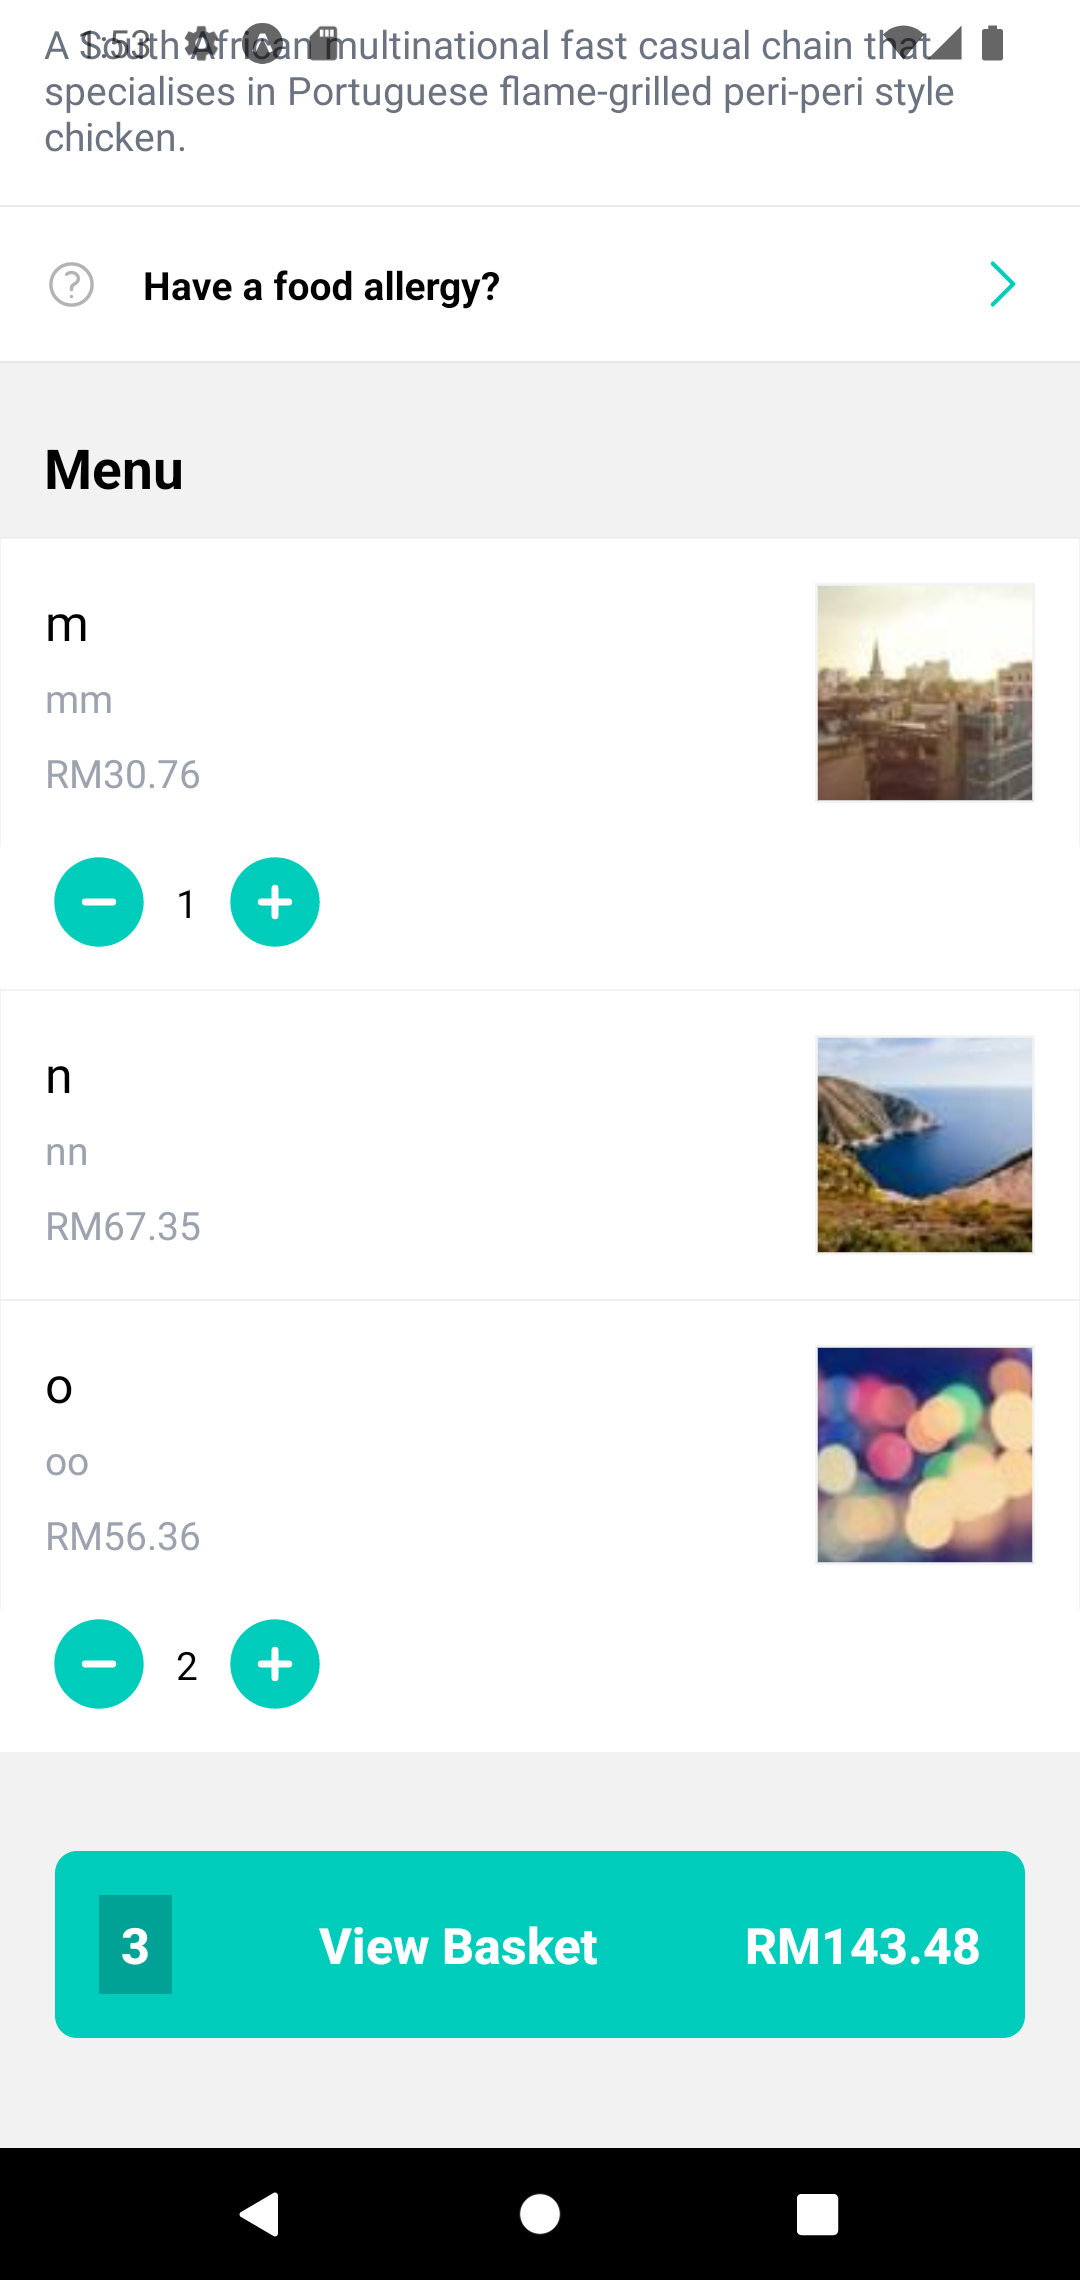 A South African multinational fast casual chain that
1:53
specialises in Portuguese flame-grilled peri-peri style
chicken.
Have a food allergy?
Menu
m
mm
RM30.76
1
n
nn
RM67.35
o
oo
RM56.36
2
3 View Basket RM143.48